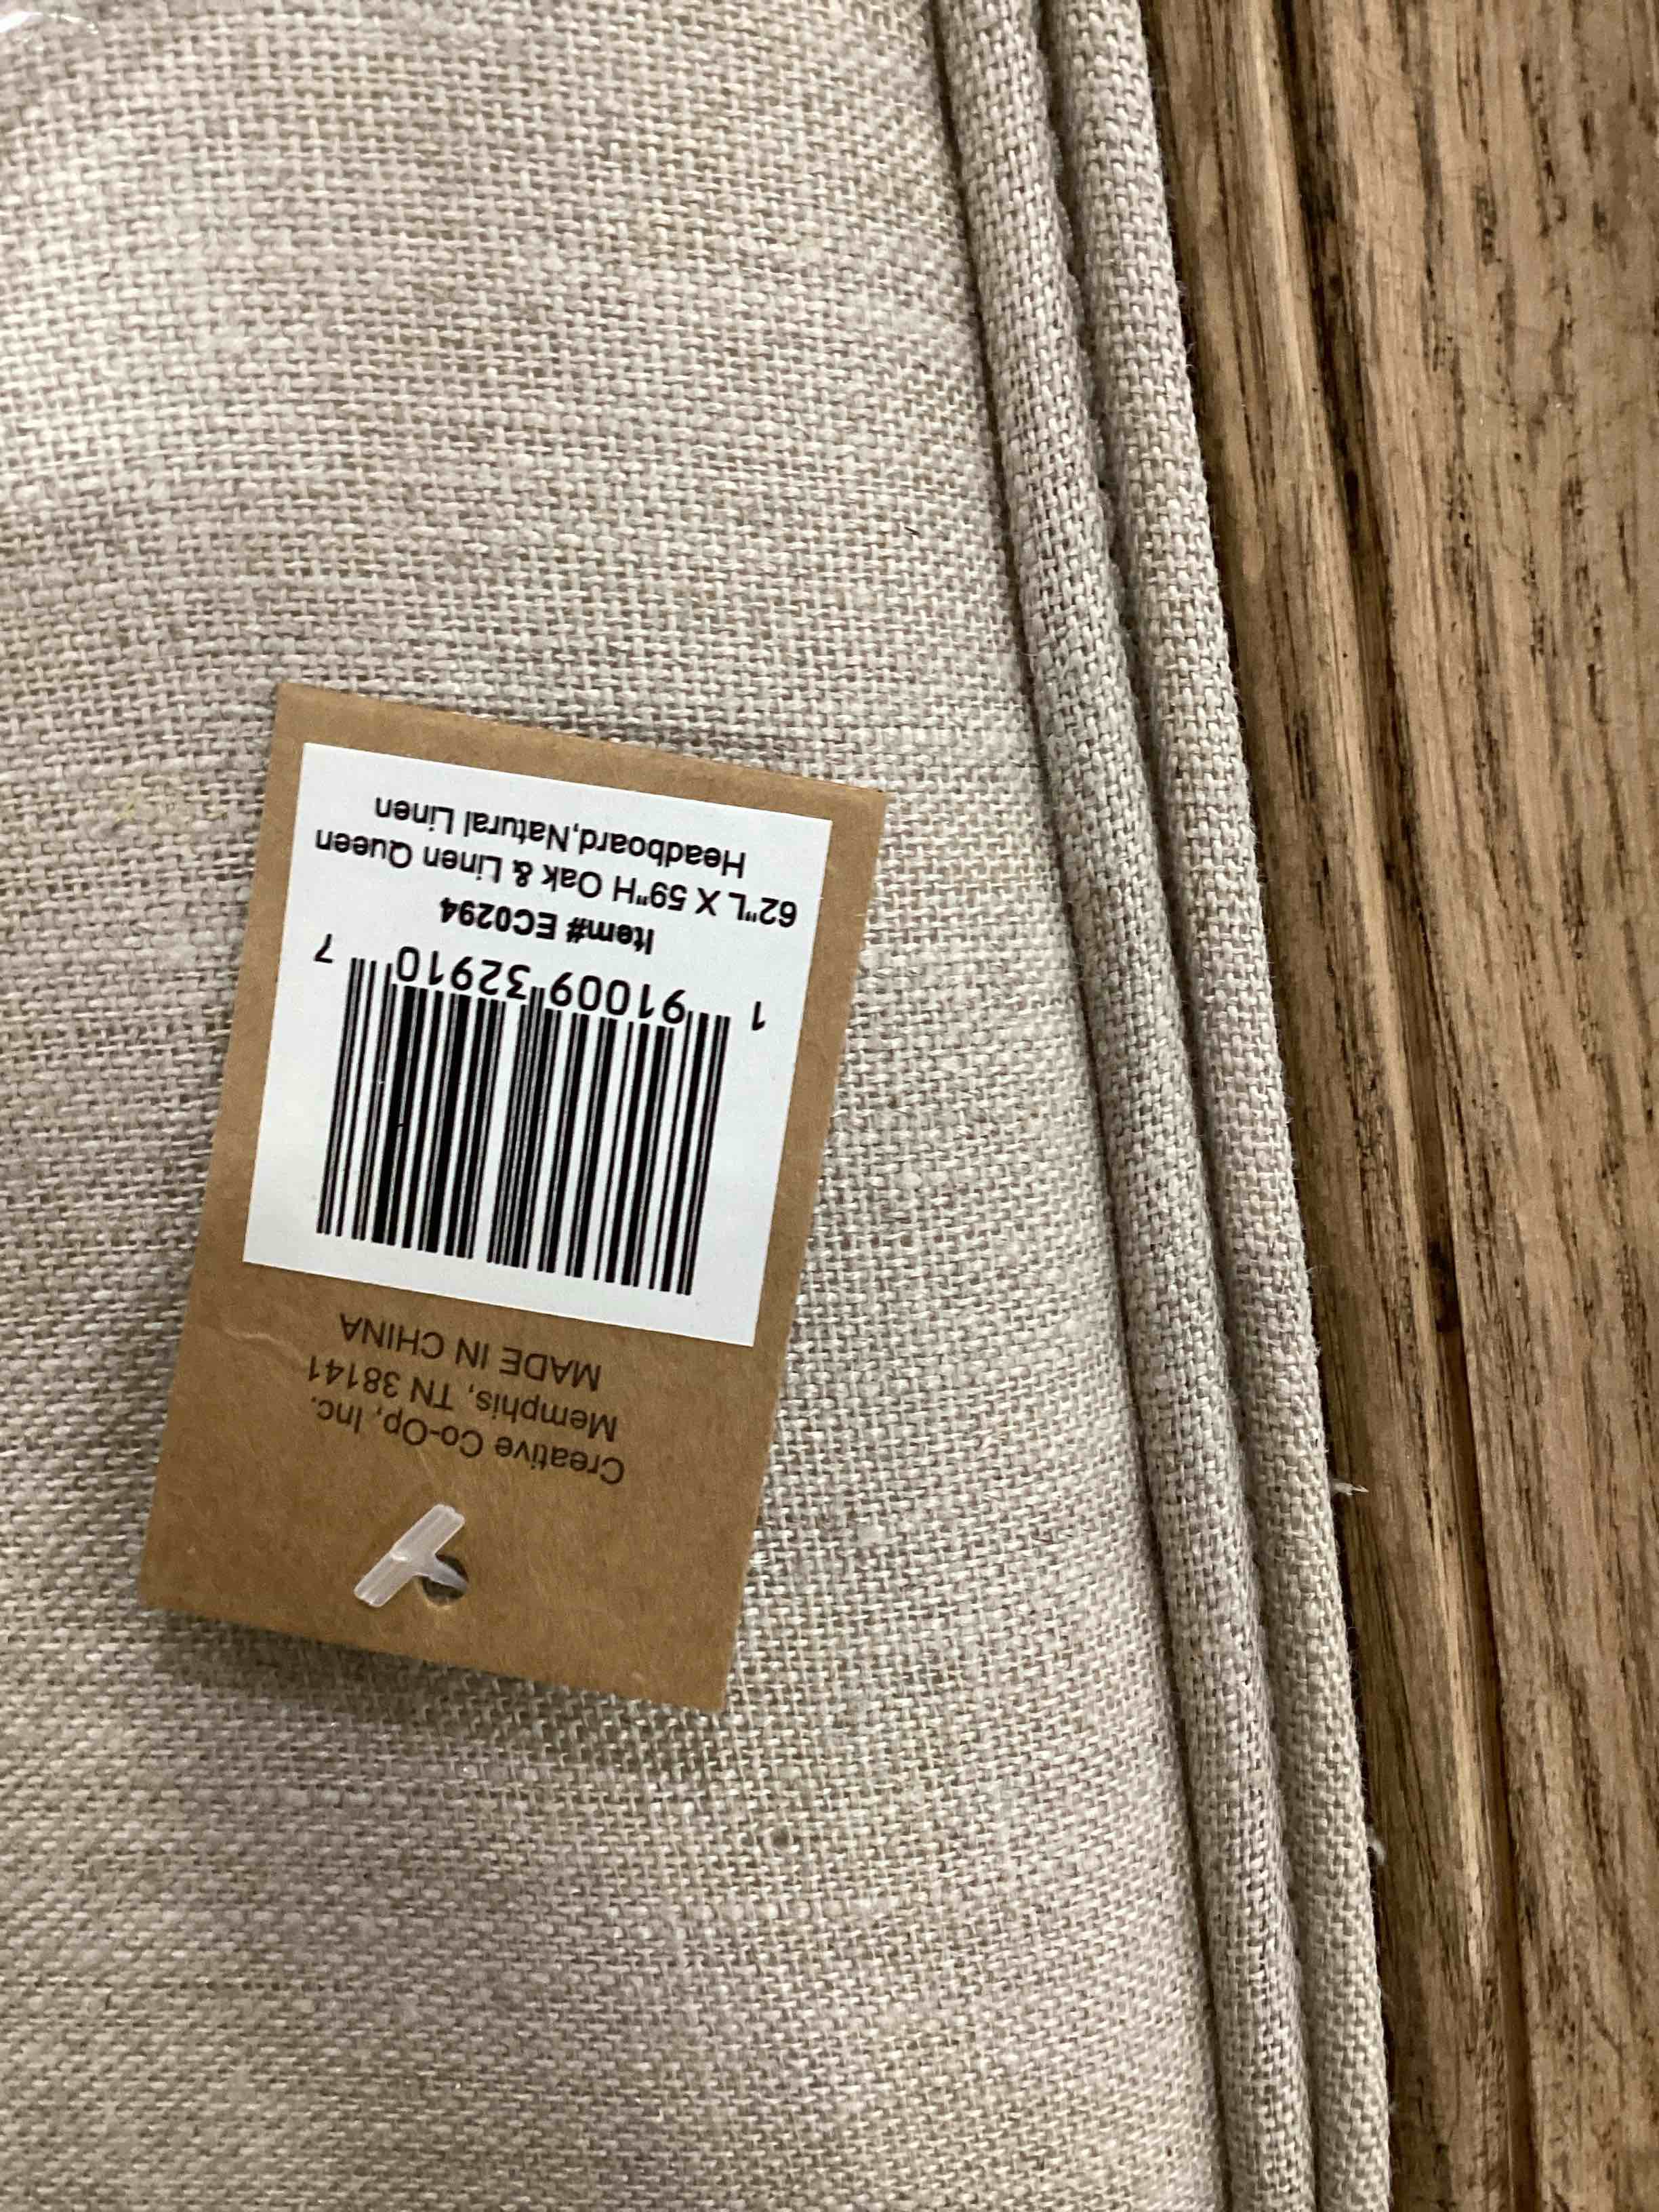 Creative Co-Op, Inc.
Memphis, TN 38141
MADE IN CHINA
1 91009 32910 7
Item# EC0294
62"L X 59"H Oak & Linen Queen
Headboard,Natural Linen